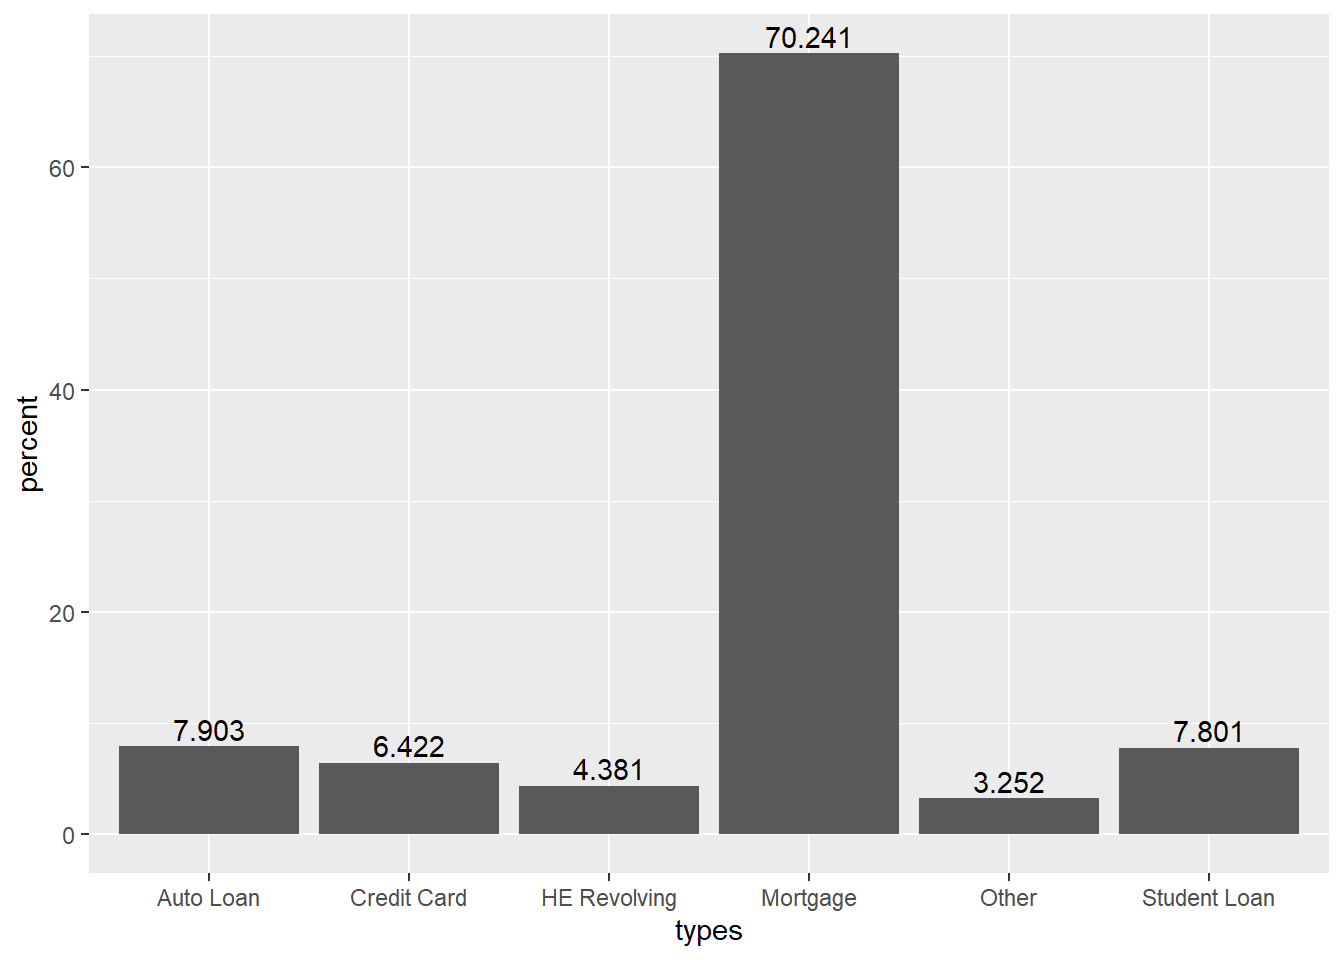 percent
60
40
20
0
7.903
6.422
4.381
70.241
3.252
7.801
Auto Loan
Credit Card
HE Revolving
Mortgage
Other
Student Loan
types